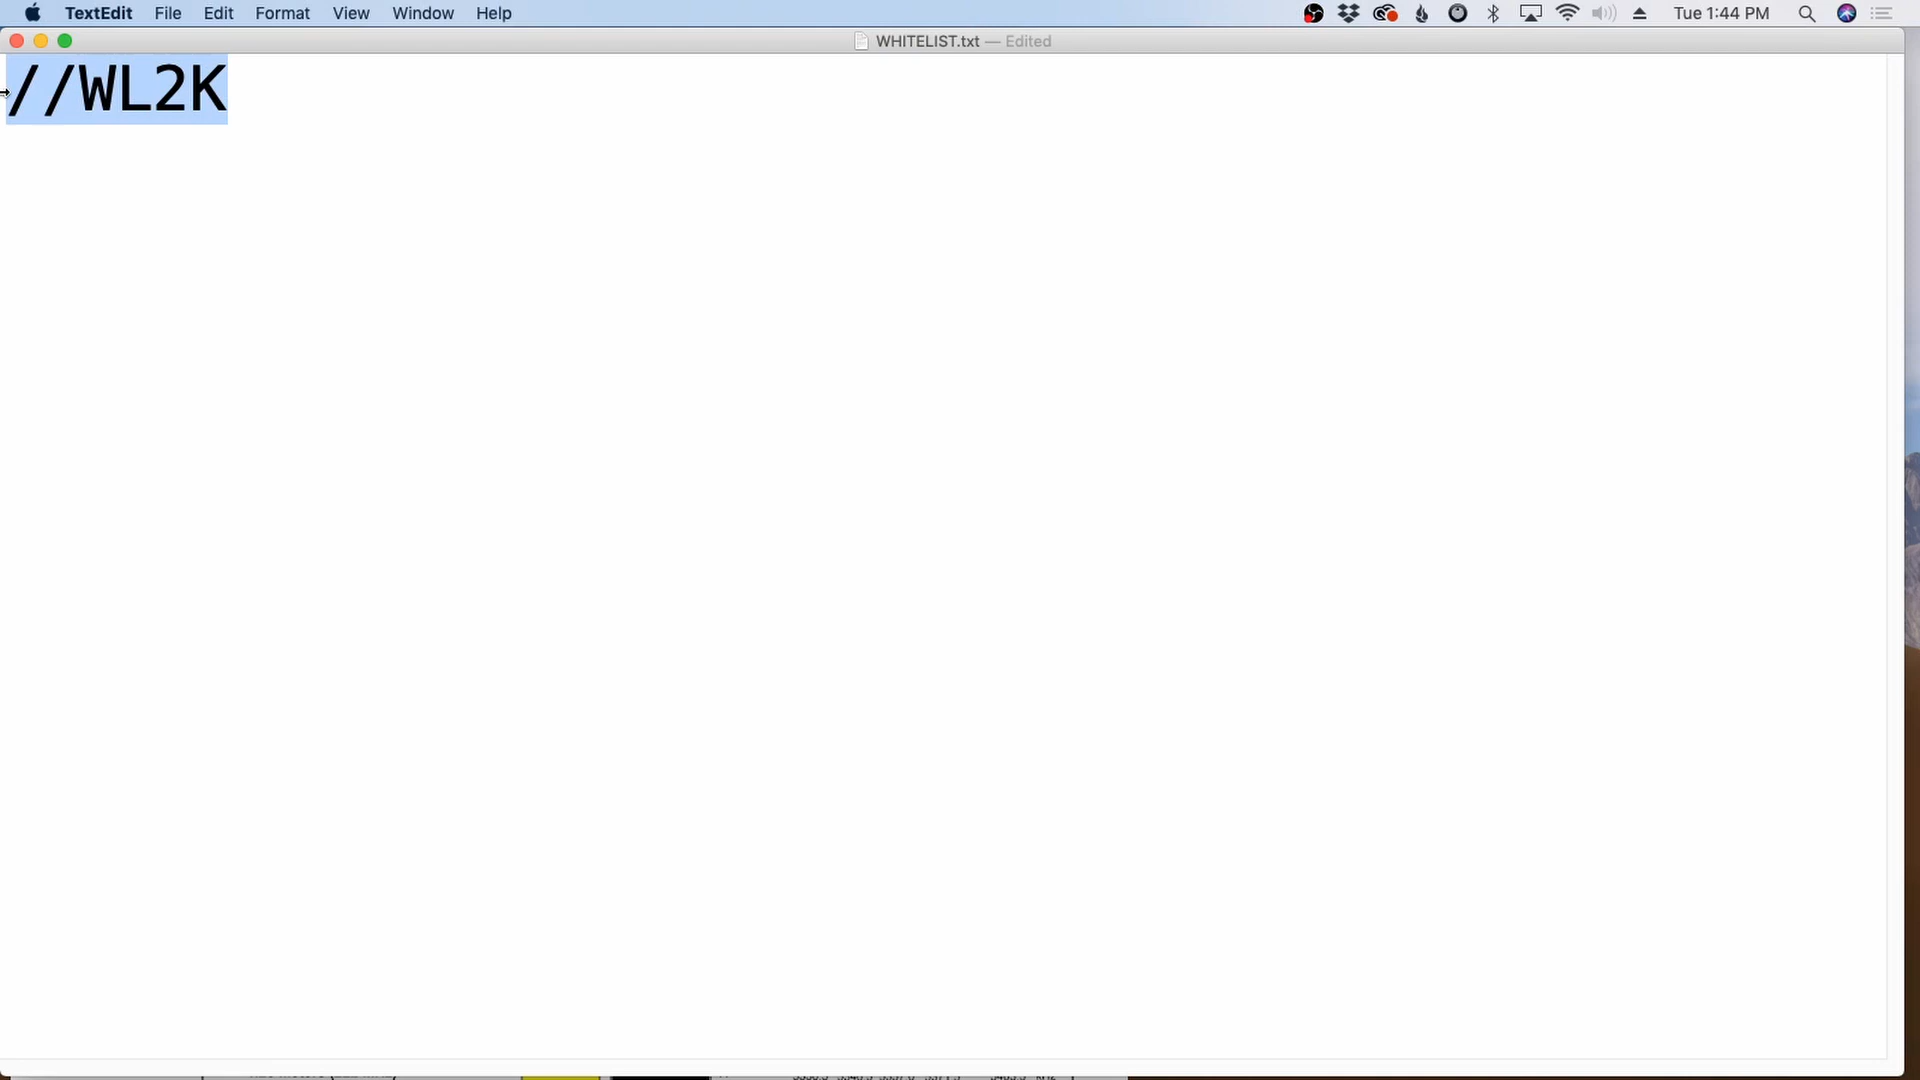 TextEdit File Edit Format View Window Help Tue 1:44 PM
WHITELIST.txt — Edited
//WL2K